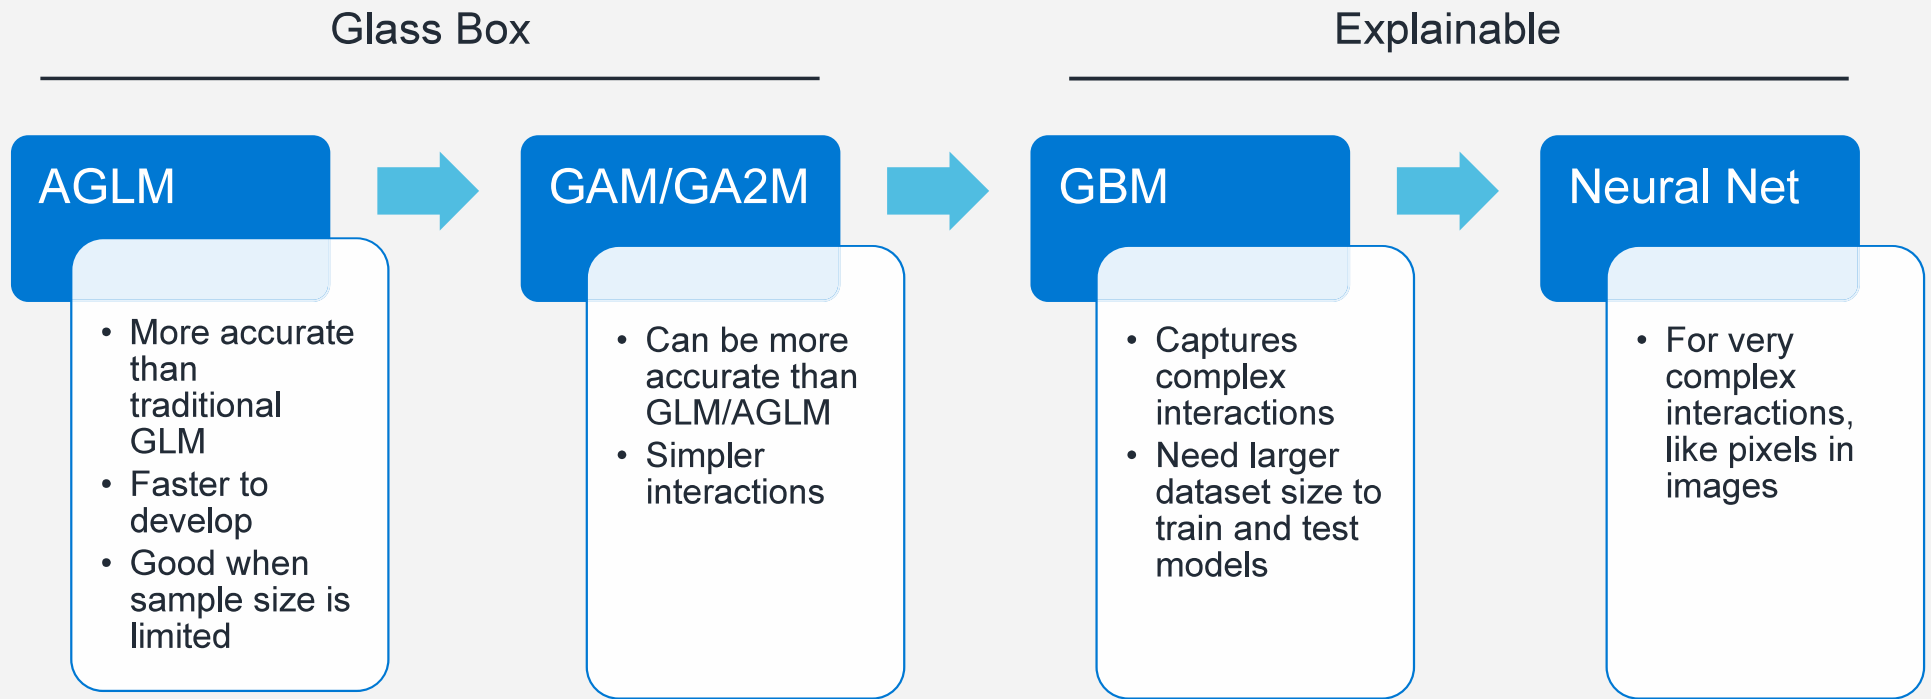 Glass Box
Explainable
AGLM
GAM/GA2M
GBM
Neural Net
• More accurate
than
traditional
GLM
• Faster to
develop
• Good when
sample size is
limited
• Can be more
accurate than
GLM/AGLM
• Simpler
interactions
• Captures
complex
interactions
• Need larger
dataset size to
train and test
models
• For very
complex
interactions,
like pixels in
images